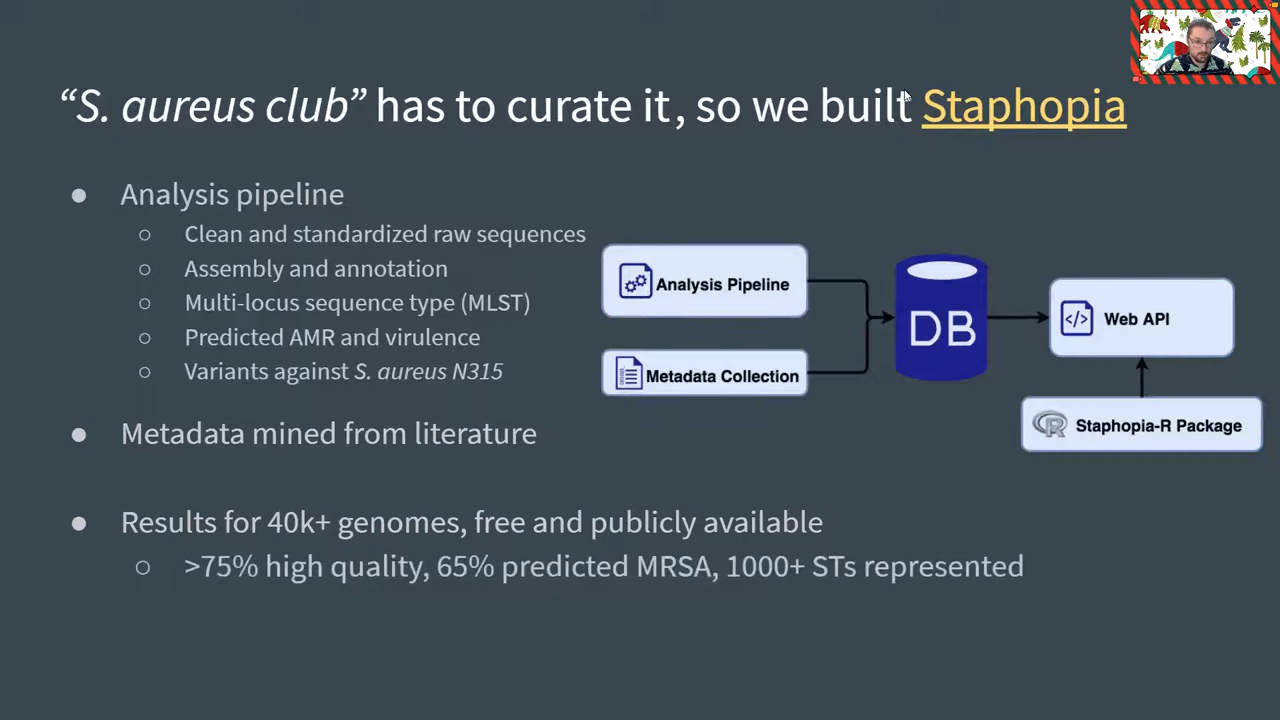 “S. aureus club” has to curate it, so we built Staphopia
● Analysis pipeline
○ Clean and standardized raw sequences
○ Assembly and annotation
○ Multi-locus sequence type (MLST)
○ Predicted AMR and virulence
○ Variants against S. aureus N315
● Metadata mined from literature
● Results for 40k+ genomes, free and publicly available
○ >75% high quality, 65% predicted MRSA, 1000+ STs represented
Analysis Pipeline
Metadata Collection
DB
</> Web API
R Staphopia-R Package